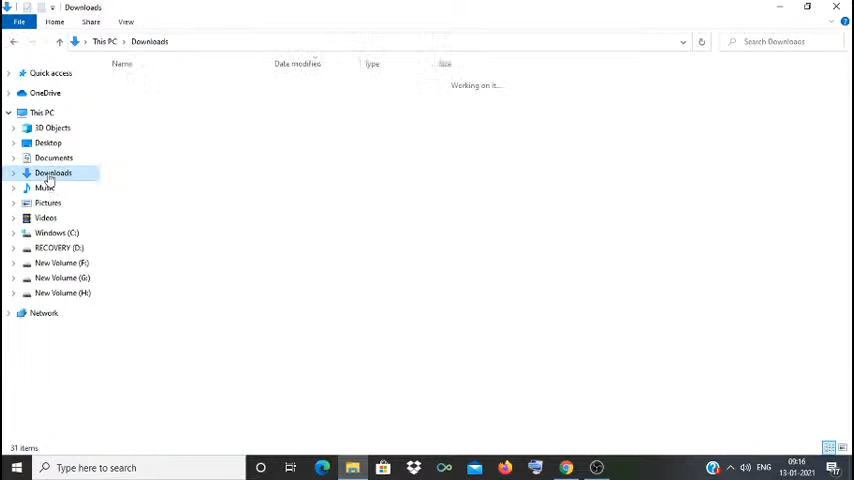 Downloads
File Home Share View
This PC Downloads Search Downloads
Name Date modified Type Size
Working on it...
Quick access
OneDrive
This PC
3D Objects
Desktop
Documents
Downloads
Music
Pictures
Videos
Windows (C:)
RECOVERY (D:)
New Volume (F:)
New Volume (G:)
New Volume (H:)
Network
31 items
Type here to search
ENG
09:16
13-01-2021
17